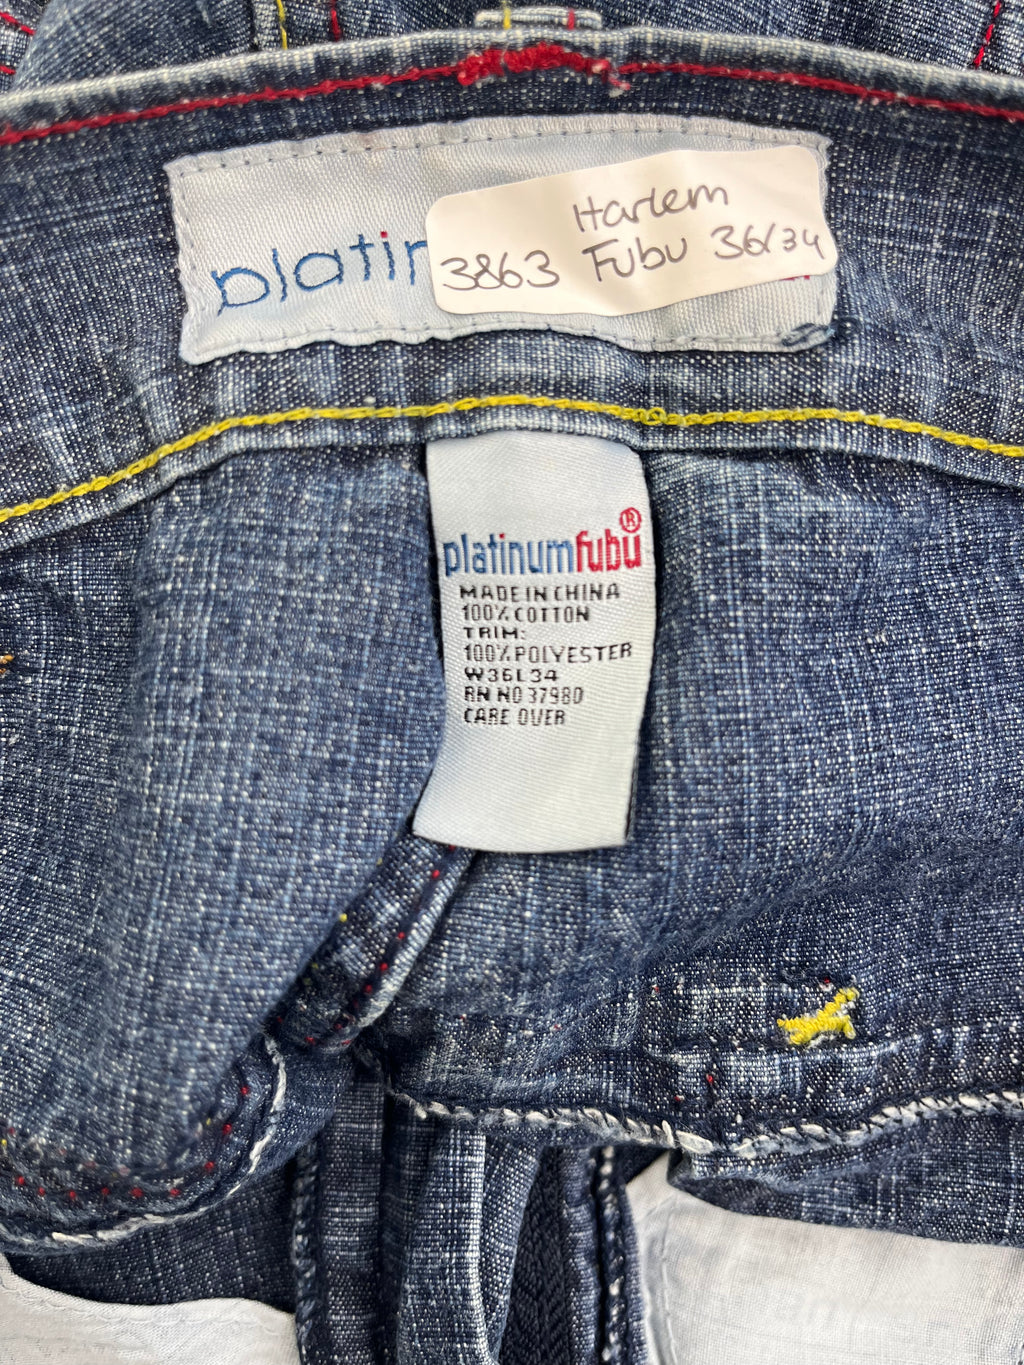 platin
Harlem
3863 Fubu 36/34
platinumfubu®
MADE IN CHINA
100% COTTON
TRIM:
100% POLYESTER
W36L34
RN NO 37980
CARE OVER